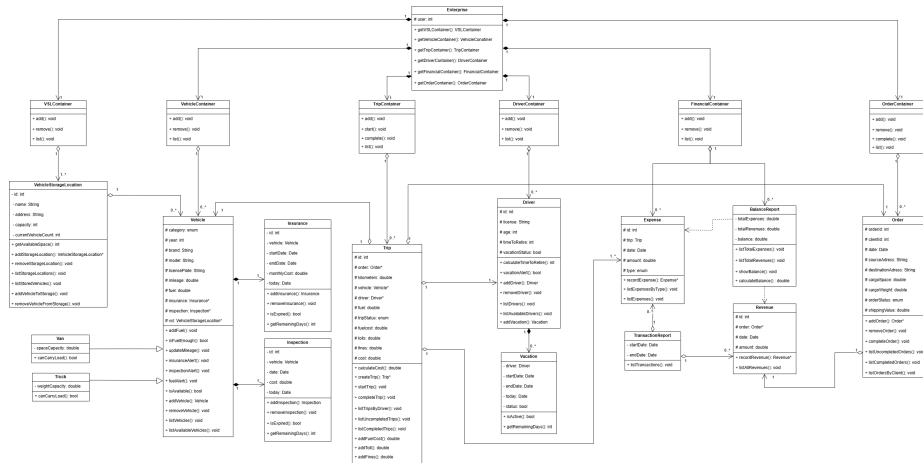 Enterprise
# user: int
+ getVSLContainer(): VSLContainer
+ getVehicleContainer(): VehicleConatiner
+ getTripContainer(): TripContainer
+ getDriverContainer(): DriverContainer
+ getFinancialContainer(): FinancialContainer
+ getOrderContainer(): OrderContainer
VSLContainer
+ add(): void
+ remove(): void
+ list(): void
VehicleContainer
+ add(): void
+ remove(): void
+ list(): void
TripContainer
+ add(): void
+ start(): void
+ complete(): void
+ list(): void
DriverContainer
+ add(): void
+ remove(): void
+ list(): void
FinancialContainer
+ add(): void
+ remove(): void
+ list(): void
OrderContainer
+ add(): void
+ remove(): void
+ complete(): void
+ list(): void
VehicleStorageLocation
- id: int
- name: String
- address: String
- capacity: int
- currentVehicleCount: int
+ getAvailableSpace(): int
+ addStorageLocation(): VehicleStorageLocation*
+ removeStorageLocation(): void
+ listStorageLocations(): void
+ listStoredVehicles(): void
+ addVehicleToStorage(): void
+ removeVehicleFromStorage(): void
Vehicle
# category: enum
# year: int
# brand: String
# model: String
# licensePlate: String
# mileage: double
# fuel: double
# insurance: Insurance*
# inspection: Inspection*
# vsl: VehicleStorageLocation*
+ addFuel(): void
+ isFuelEnough(): bool
+ updateMileage(): void
+ insuranceAlert(): void
+ inspectionAlert(): void
+ fuelAlert(): void
+ isAvailable(): bool
+ addVehicle(): Vehicle
+ removeVehicle(): void
+ listVehicles(): void
+ listAvailableVehicles(): void
Insurance
- id: int
- vehicle: Vehicle
- startDate: Date
- endDate: Date
- monthlyCost: double
- today: Date
+ addInsurance(): Insurance
+ removeInsurance(): void
+ isExpired(): bool
+ getRemainingDays(): int
Inspection
- id: int
- vehicle: Vehicle
- date: Date
- cost: double
- today: Date
+ addInspection(): Inspection
+ removeInspection(): void
+ isExpired(): bool
+ getRemainingDays(): int
Van
- spaceCapacity: double
+ canCarryLoad(): bool
Truck
- weightCapacity: double
+ canCarryLoad(): bool
Trip
# id: int
# order: Order*
# kilometers: double
# vehicle: Vehicle*
# driver: Driver*
# fuel: double
# tripStatus: enum
# fuelcost: double
# tolls: double
# fines: double
# cost: double
+ calculateCost(): double
+ createTrip(): Trip*
+ startTrip(): void
+ completeTrip(): void
+ listTripsByDriver(): void
+ listUncompletedTrips(): void
+ listCompletedTrips(): void
+ addFuelCost(): double
+ addToll(): double
+ addFines(): double
Driver
# id: int
# license: String
# age: int
# timeToRetire: int
# vacationStatus: bool
+ calculateTimeToRetire(): int
+ vacationAlert(): bool
+ addDriver(): Driver
+ removeDriver(): void
+ listDrivers(): void
+ listAvailableDrivers(): void
+ addVacation(): Vacation
Vacation
- driver: Driver
- startDate: Date
- endDate: Date
- today: Date
- status: bool
+ isActive(): bool
+ getRemainingDays(): int
Expense
# id: int
# trip: Trip
# date: Date
# amount: double
# type: enum
+ recordExpense(): Expense*
+ listExpensesByType(): void
+ listExpenses(): void
TransactionReport
- startDate: Date
- endDate: Date
+ listTransactions(): void
BalanceReport
- totalExpenses: double
- totalRevenues: double
- balance: double
+ listTotalExpenses(): void
+ listTotalRevenues(): void
+ showBalance(): void
+ calculateBalance(): double
Revenue
# id: int
# order: Order*
# date: Date
# amount: double
+ recordRevenue(): Revenue*
+ listAllRevenues(): void
Order
# orderId: int
# clientId: int
# date: Date
# sourceAdress: String
# destinationAdress: String
# cargoSpace: double
# cargoWeight: double
# orderStatus: enum
# shippingValue: double
+ addOrder(): Order*
+ removeOrder(): void
+ completeOrder(): void
+ listUncompletedOrders(): void
+ listCompletedOrders(): void
+ listOrdersByClient(): void